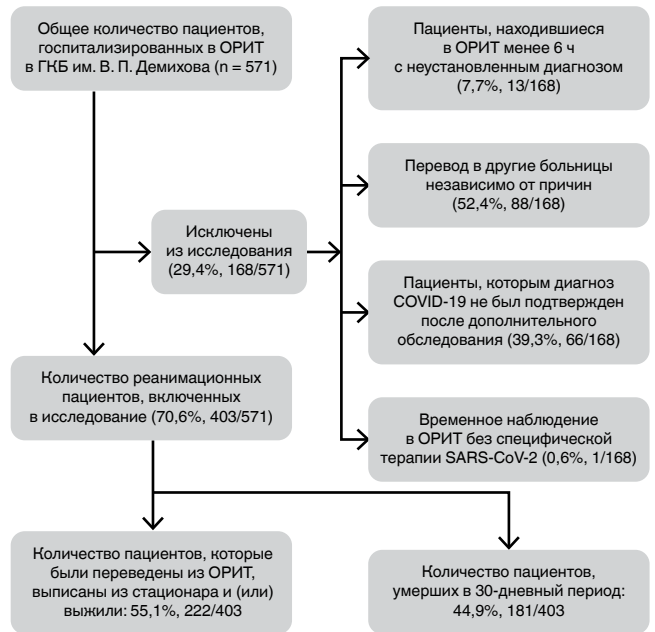 Общее количество пациентов,
госпитализированных в ОРИТ
в ГКБ им. В. П. Демихова (n = 571)
Пациенты, находившиеся
в ОРИТ менее 6 ч
с неустановленным диагнозом
(7,7%, 13/168)
Перевод в другие больницы
независимо от причин
(52,4%, 88/168)
Исключены
из исследования
(29,4%, 168/571)
Пациенты, которым диагноз
COVID-19 не был подтвержден
после дополнительного
обследования (39,3%, 66/168)
Количество реанимационных
пациентов, включенных
в исследование (70,6%, 403/571)
Временное наблюдение
в ОРИТ без специфической
терапии SARS-CoV-2 (0,6%, 1/168)
Количество пациентов, которые
были переведены из ОРИТ,
выписаны из стационара и (или)
выжили: 55,1%, 222/403
Количество пациентов,
умерших в 30-дневный период:
44,9%, 181/403